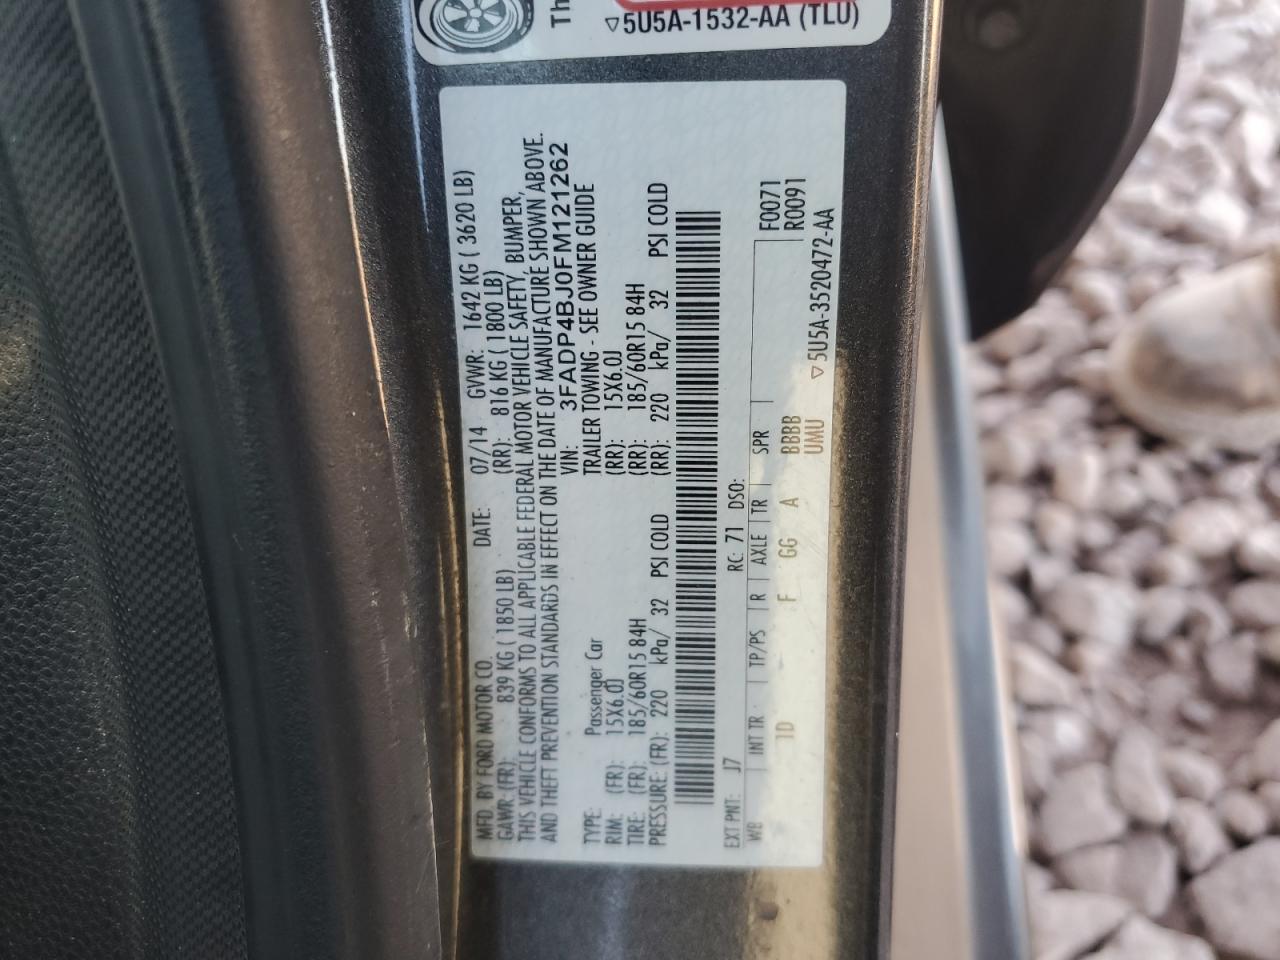 Th
▽5U5A-1532-AA (TLU)
MFD. BY FORD MOTOR CO. DATE: 07/14 GVWR: 1642 KG ( 3620 LB)
GAWR: (FR): 839 KG ( 1850 LB) (RR): 816 KG ( 1800 LB)
THIS VEHICLE CONFORMS TO ALL APPLICABLE FEDERAL MOTOR VEHICLE SAFETY, BUMPER,
AND THEFT PREVENTION STANDARDS IN EFFECT ON THE DATE OF MANUFACTURE SHOWN ABOVE.
VIN: 3FADP4BJ0FM121262
TYPE: Passenger Car TRAILER TOWING - SEE OWNER GUIDE
RIM: (FR): 15X6.0J (RR): 15X6.0J
TIRE: (FR): 185/60R15 84H (RR): 185/60R15 84H
PRESSURE: (FR): 220 kPa/ 32 PSI COLD (RR): 220 kPa/ 32 PSI COLD
EXT PNT: J7 RC: 71 DSO: F0071
WB INT TR TP/PS R AXLE TR SPR R0091
1D F GG A BBBB
UMU ▽5U5A-3520472-AA